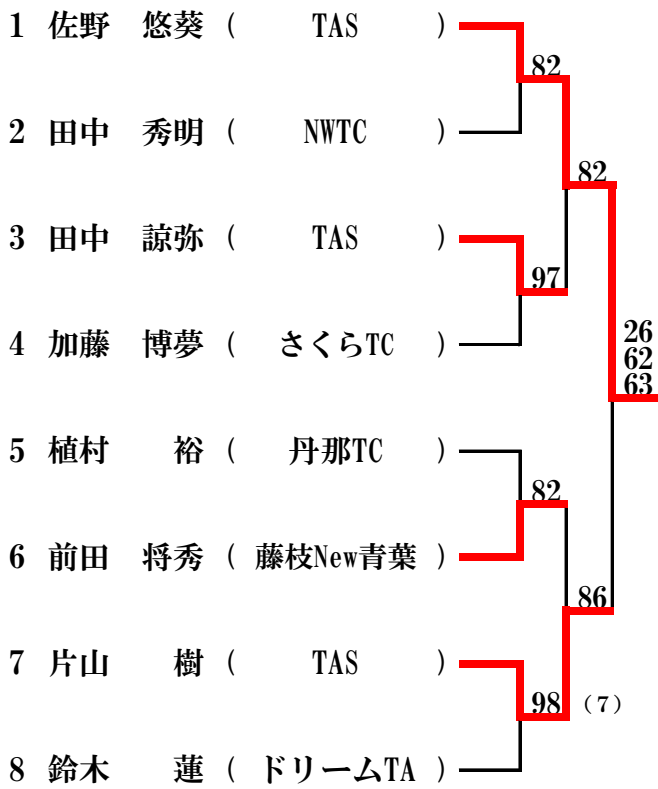 1 佐野 悠葵 ( TAS )
82
2 田中 秀明 ( NWTC )
82
3 田中 諒弥 ( TAS )
97
4 加藤 博夢 ( さくらTC )
26
62
63
5 植村 裕 ( 丹那TC )
82
6 前田 将秀 ( 藤枝New青葉 )
86
7 片山 樹 ( TAS )
98 (7)
8 鈴木 蓮 ( ドリームTA )